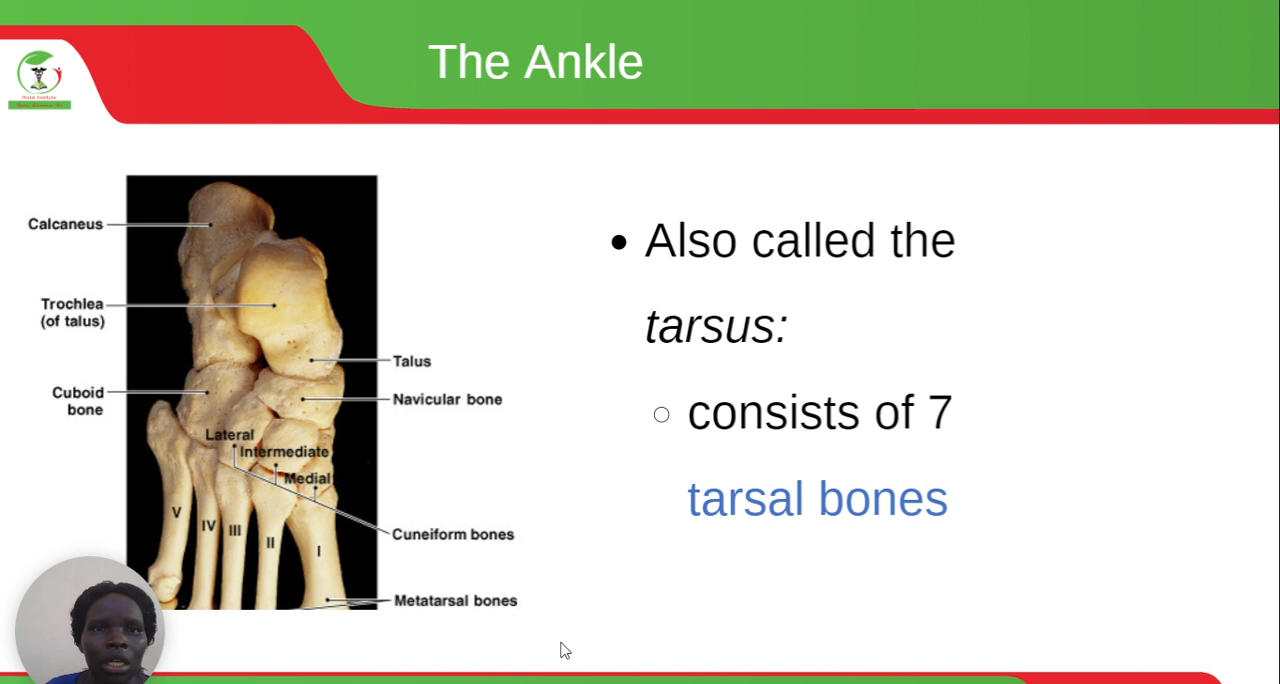 The Ankle
Calcaneus
Trochlea
(of talus)
Talus
Cuboid
bone
Navicular bone
Lateral
Intermediate
Medial
V
IV
III
II
I
Cuneiform bones
Metatarsal bones
• Also called the
tarsus:
○ consists of 7
tarsal bones